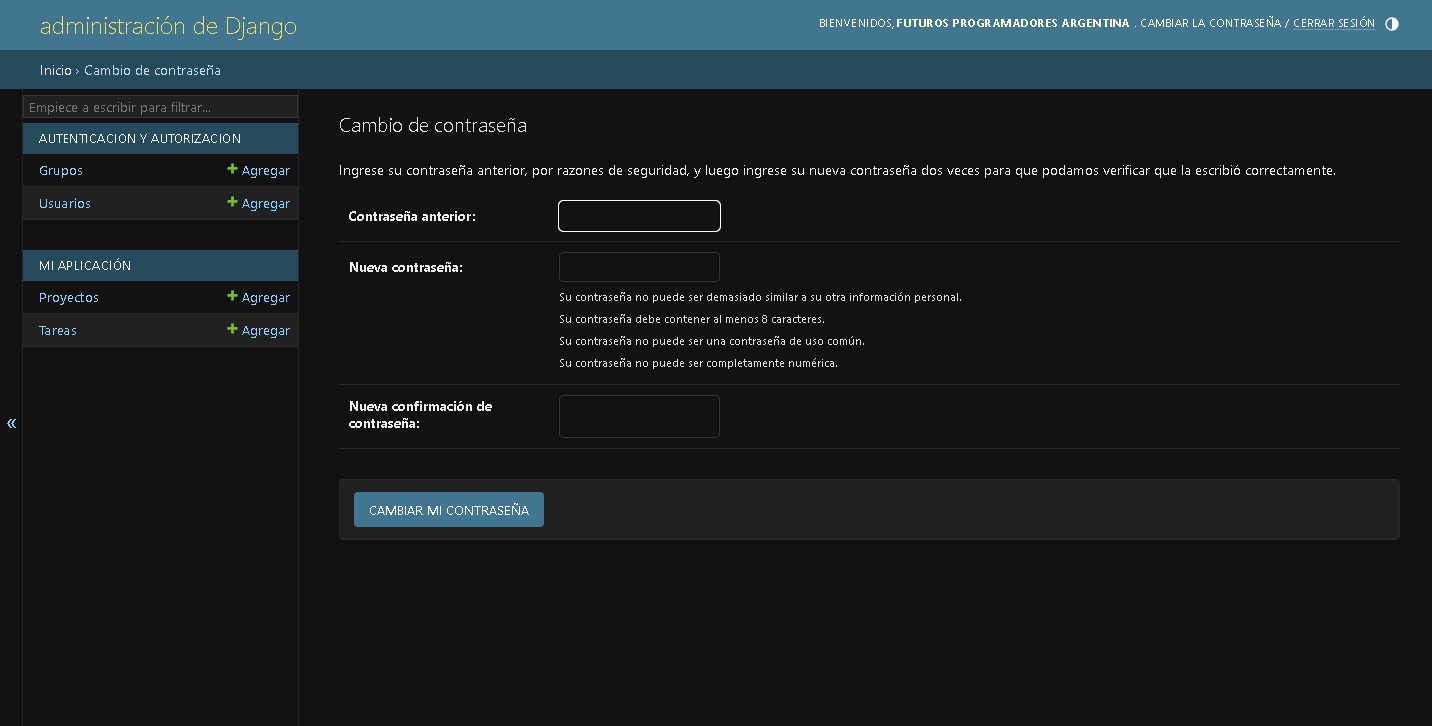 administración de Django
BIENVENIDOS, FUTUROS PROGRAMADORES ARGENTINA . CAMBIAR LA CONTRASEÑA / CERRAR SESIÓN
Inicio › Cambio de contraseña
Empiece a escribir para filtrar...
AUTENTICACION Y AUTORIZACION
Grupos + Agregar
Usuarios + Agregar
MI APLICACIÓN
Proyectos + Agregar
Tareas + Agregar
«
Cambio de contraseña
Ingrese su contraseña anterior, por razones de seguridad, y luego ingrese su nueva contraseña dos veces para que podamos verificar que la escribió correctamente.
Contraseña anterior:
Nueva contraseña:
Su contraseña no puede ser demasiado similar a su otra información personal.
Su contraseña debe contener al menos 8 caracteres.
Su contraseña no puede ser una contraseña de uso común.
Su contraseña no puede ser completamente numérica.
Nueva confirmación de
contraseña:
CAMBIAR MI CONTRASEÑA